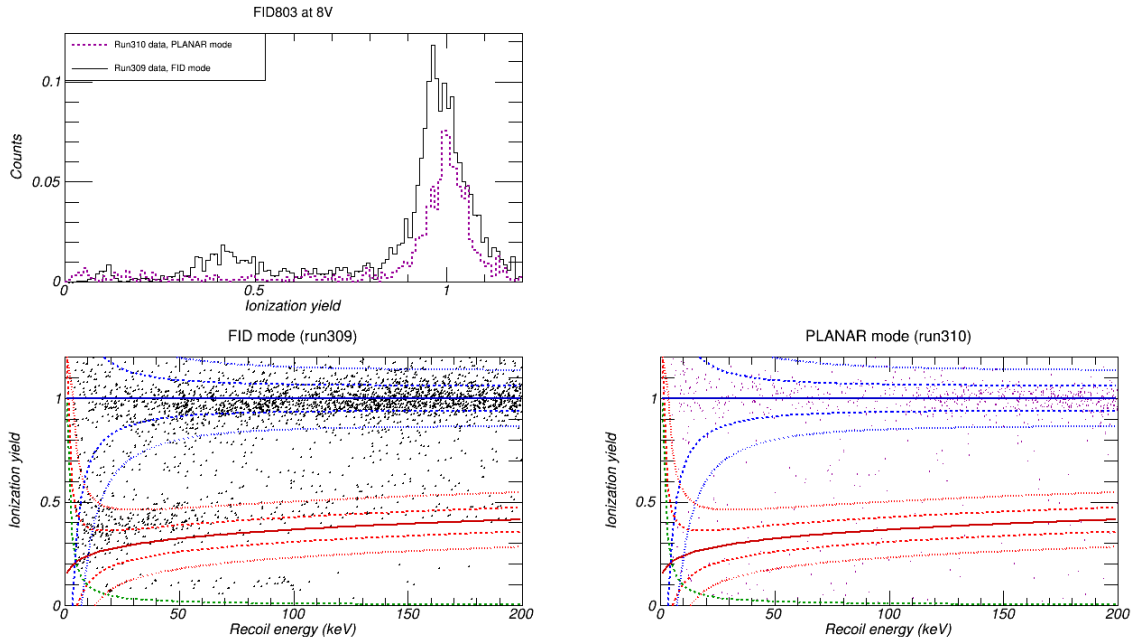 FID803 at 8V
Run310 data, PLANAR mode
Run309 data, FID mode
Counts
0.1
0.05
0
0 0.5 1
Ionization yield
FID mode (run309)
Ionization yield
1
0.5
0
0 50 100 150 200
Recoil energy (keV)
PLANAR mode (run310)
Ionization yield
1
0.5
0
0 50 100 150 200
Recoil energy (keV)